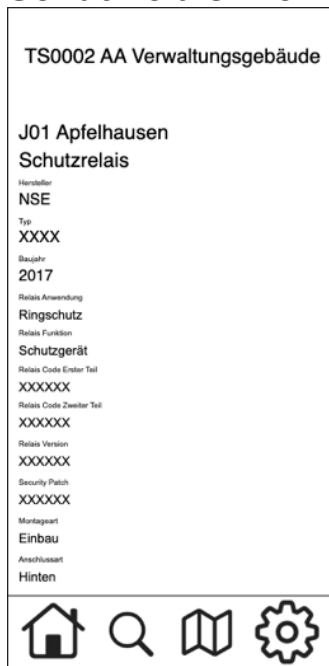 TS0002 AA Verwaltungsgebäude
J01 Apfelhausen
Schutzrelais
Hersteller
NSE
Typ
XXXX
Baujahr
2017
Relais Anwendung
Ringschutz
Relais Funktion
Schutzgerät
Relais Code Erster Teil
XXXXXX
Relais Code Zweiter Teil
XXXXXX
Relais Version
XXXXXX
Security Patch
XXXXXX
Montageart
Einbau
Anschlussart
Hinten